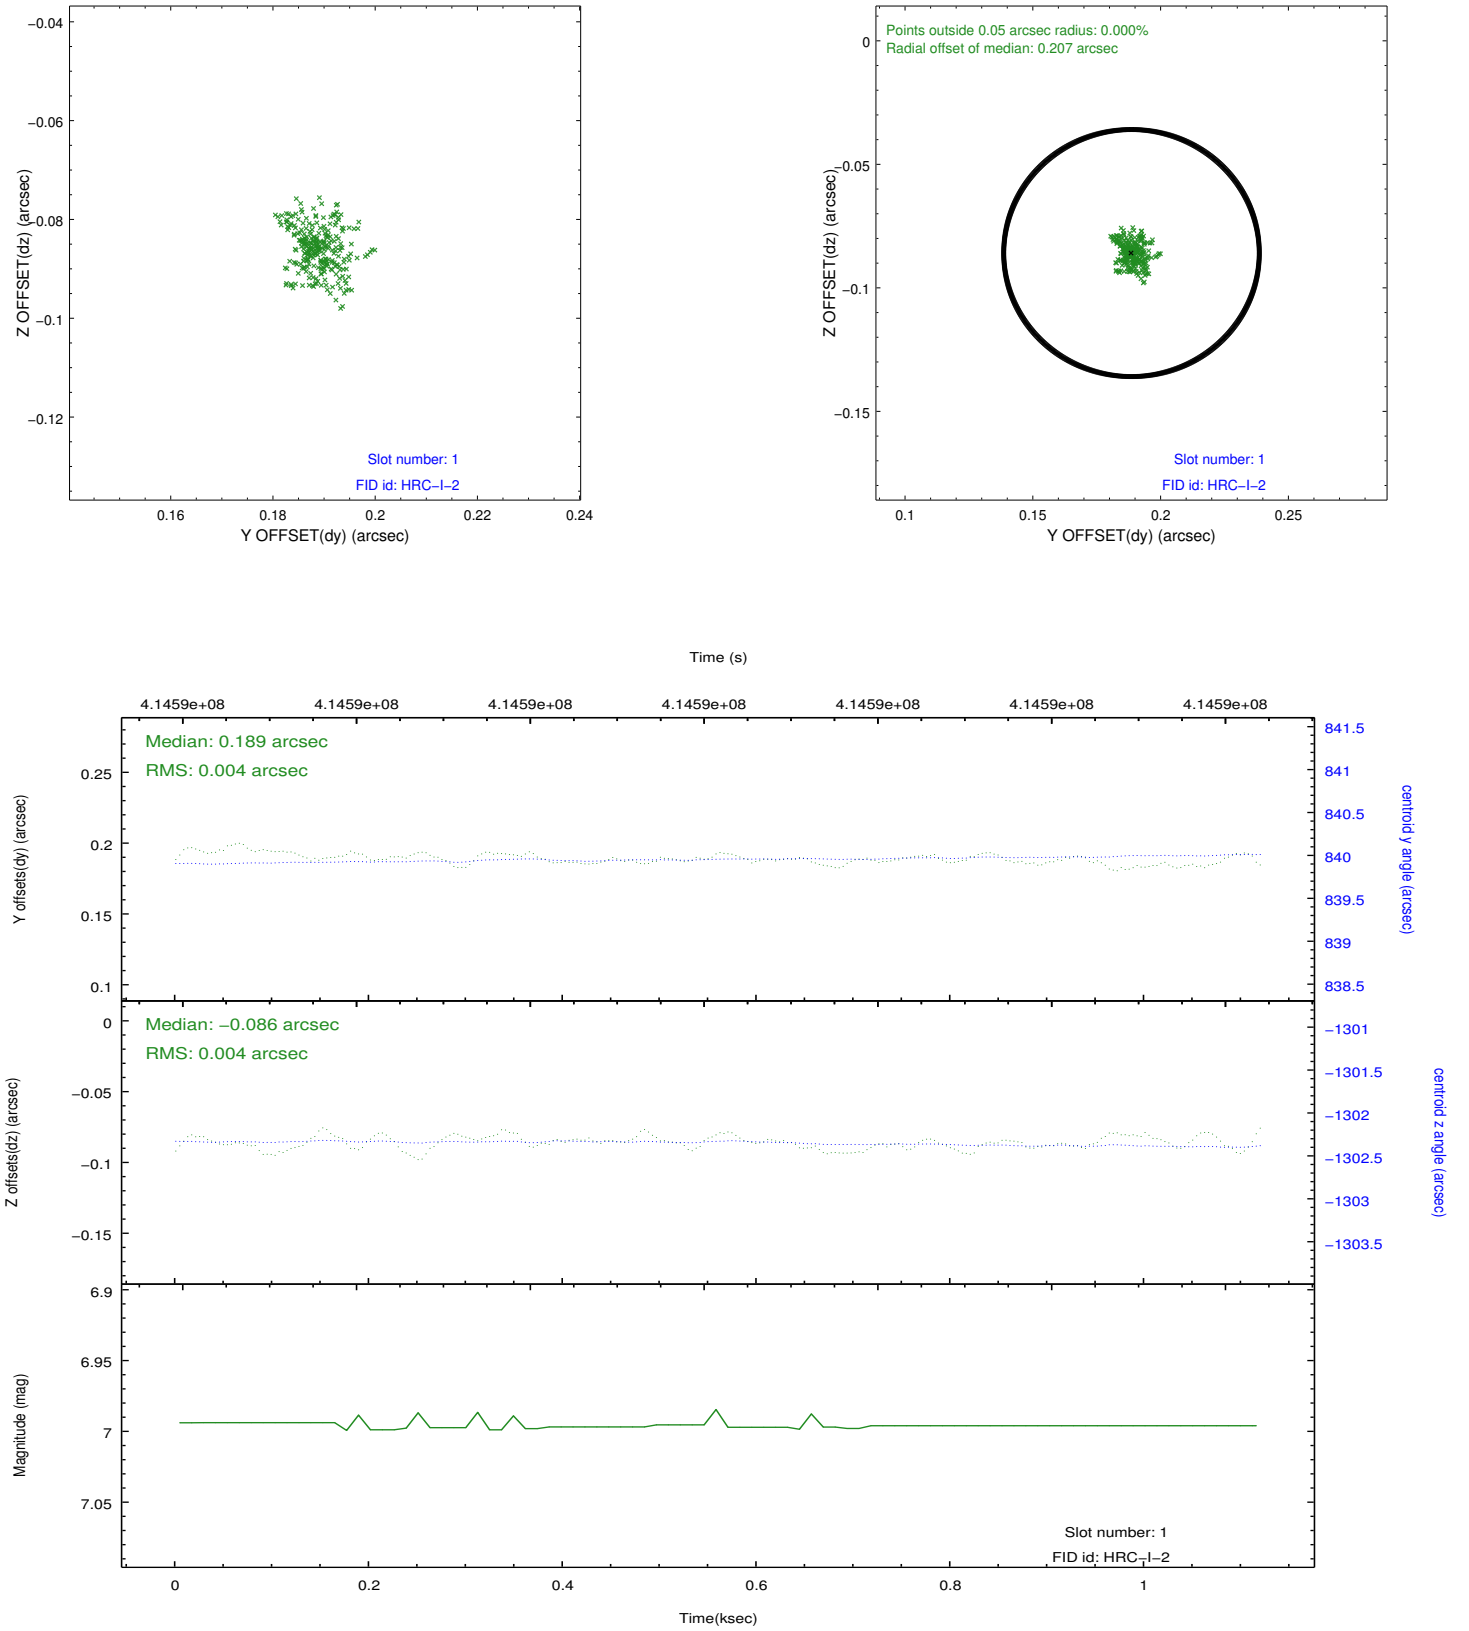 −0.04
−0.06
−0.08
−0.1
−0.12
Z OFFSET(dz) (arcsec)
Slot number: 1
FID id: HRC−I−2
0.16 0.18 0.2 0.22 0.24
Y OFFSET(dy) (arcsec)
Points outside 0.05 arcsec radius: 0.000%
Radial offset of median: 0.207 arcsec
0
−0.05
−0.1
−0.15
Z OFFSET(dz) (arcsec)
Slot number: 1
FID id: HRC−I−2
0.1 0.15 0.2 0.25
Y OFFSET(dy) (arcsec)
Time (s)
4.1459e+08 4.1459e+08 4.1459e+08 4.1459e+08 4.1459e+08 4.1459e+08 4.1459e+08
Median: 0.189 arcsec
RMS: 0.004 arcsec
0.25
0.2
0.15
0.1
Y offsets(dy) (arcsec)
841.5
841
840.5
840
839.5
839
838.5
centroid y angle (arcsec)
Median: −0.086 arcsec
RMS: 0.004 arcsec
0
−0.05
−0.1
−0.15
Z offsets(dz) (arcsec)
−1301
−1301.5
−1302
−1302.5
−1303
−1303.5
centroid z angle (arcsec)
6.9
6.95
7
7.05
Magnitude (mag)
Slot number: 1
FID id: HRC−I−2
0 0.2 0.4 0.6 0.8 1
Time(ksec)